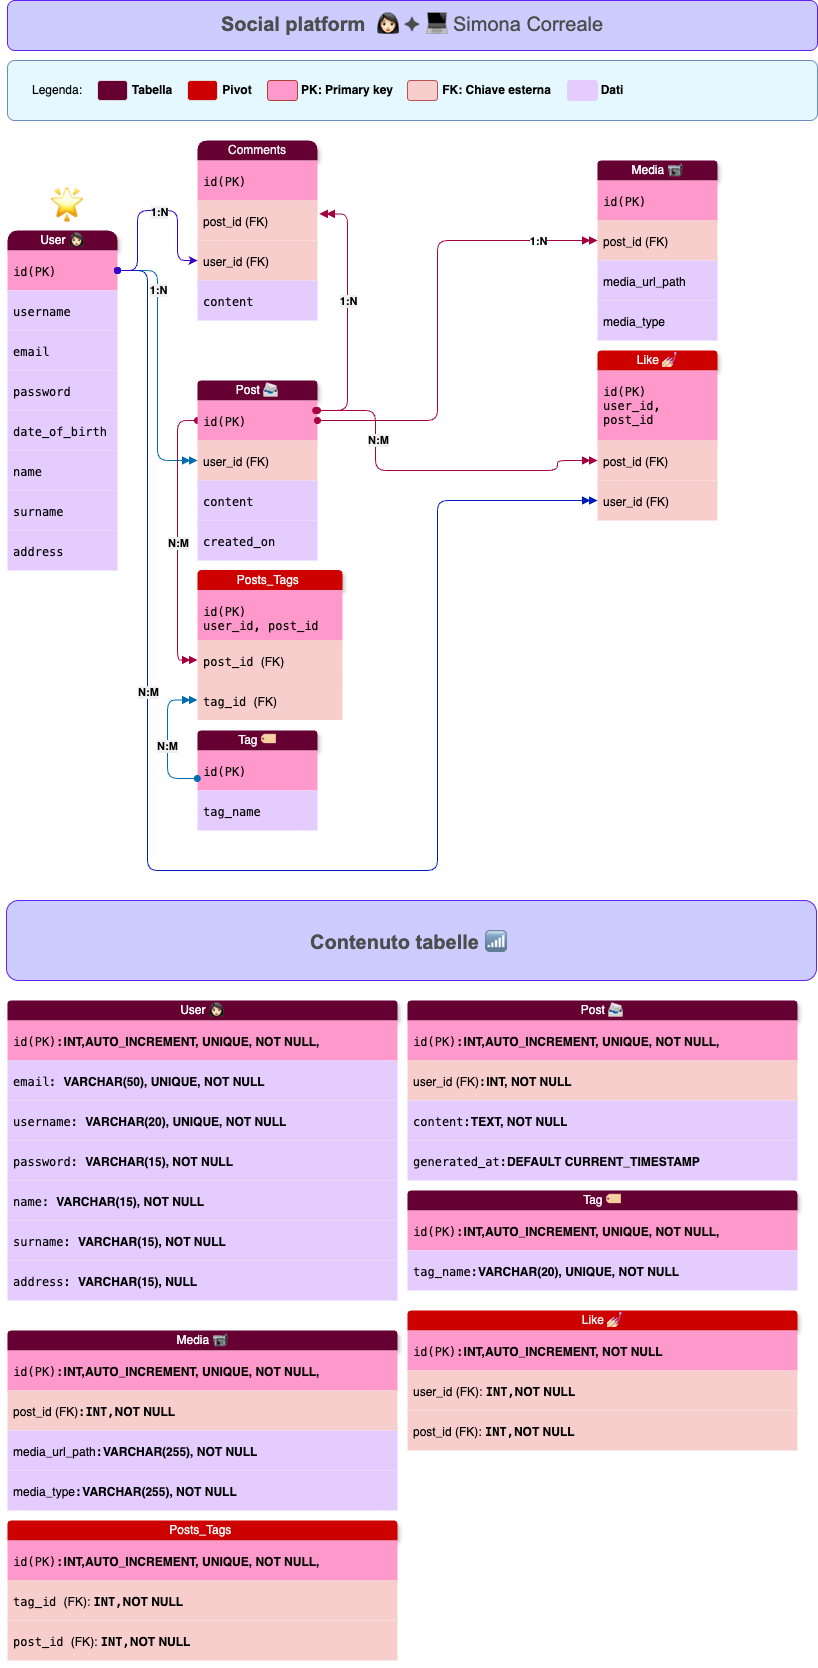 Social platform Simona Correale
Legenda: Tabella Pivot PK: Primary key FK: Chiave esterna Dati
Comments
id(PK)
post_id (FK)
user_id (FK)
content
User
id(PK)
username
email
password
date_of_birth
name
surname
address
1:N
1:N
1:N
1:N
N:M
N:M
N:M
N:M
Media
id(PK)
post_id (FK)
media_url_path
media_type
Post
id(PK)
user_id (FK)
content
created_on
Like
id(PK)
user_id,
post_id
post_id (FK)
user_id (FK)
Posts_Tags
id(PK)
user_id, post_id
post_id (FK)
tag_id (FK)
Tag
id(PK)
tag_name
Contenuto tabelle
User
id(PK):INT,AUTO_INCREMENT, UNIQUE, NOT NULL,
email: VARCHAR(50), UNIQUE, NOT NULL
username: VARCHAR(20), UNIQUE, NOT NULL
password: VARCHAR(15), NOT NULL
name: VARCHAR(15), NOT NULL
surname: VARCHAR(15), NOT NULL
address: VARCHAR(15), NULL
Post
id(PK):INT,AUTO_INCREMENT, UNIQUE, NOT NULL,
user_id (FK):INT, NOT NULL
content:TEXT, NOT NULL
generated_at:DEFAULT CURRENT_TIMESTAMP
Tag
id(PK):INT,AUTO_INCREMENT, UNIQUE, NOT NULL,
tag_name:VARCHAR(20), UNIQUE, NOT NULL
Media
id(PK):INT,AUTO_INCREMENT, UNIQUE, NOT NULL,
post_id (FK):INT,NOT NULL
media_url_path:VARCHAR(255), NOT NULL
media_type:VARCHAR(255), NOT NULL
Like
id(PK):INT,AUTO_INCREMENT, NOT NULL
user_id (FK): INT,NOT NULL
post_id (FK): INT,NOT NULL
Posts_Tags
id(PK):INT,AUTO_INCREMENT, UNIQUE, NOT NULL,
tag_id (FK): INT,NOT NULL
post_id (FK): INT,NOT NULL